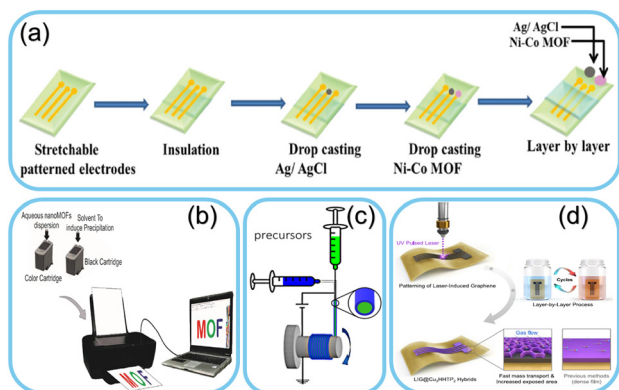 (a)
Ag/ AgCl
Ni-Co MOF
Stretchable
patterned electrodes
Insulation
Drop casting
Ag/ AgCl
Drop casting
Ni-Co MOF
Layer by layer
(b)
Aqueous nanoMOFs
dispersion
Solvent To
induce Precipitation
Black Cartridge
Color Cartridge
MOF
MOF
(c)
precursors
(d)
UV Pulsed Laser
Patterning of Laser-Induced Graphene
Cycles
Layer-by-Layer Process
Gas flow
LIG@Cu3HHTP2 Hybrids
Fast mass transport &
Increased exposed area
Previous methods
(dense film)